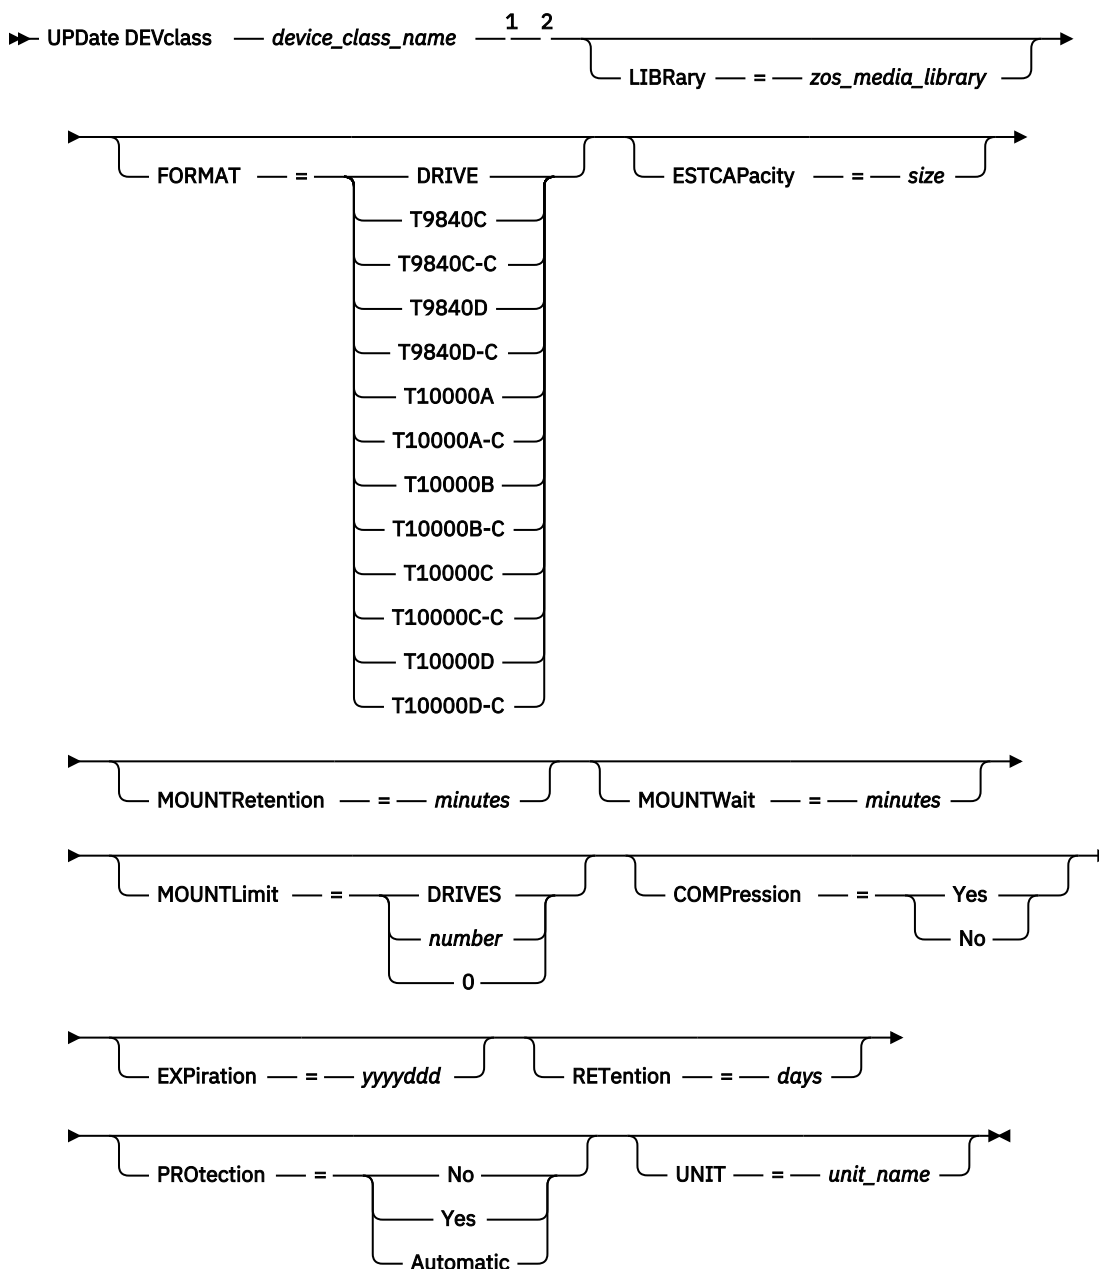 1 2
UPDate DEVclass device_class_name
LIBRary = zos_media_library
FORMAT = DRIVE
T9840C
T9840C-C
T9840D
T9840D-C
T10000A
T10000A-C
T10000B
T10000B-C
T10000C
T10000C-C
T10000D
T10000D-C
ESTCAPacity = size
MOUNTRetention = minutes
MOUNTWait = minutes
MOUNTLimit = DRIVES
number
0
COMPression = Yes
No
EXPiration = yyyyddd
RETention = days
PROtection = No
Yes
Automatic
UNIT = unit_name